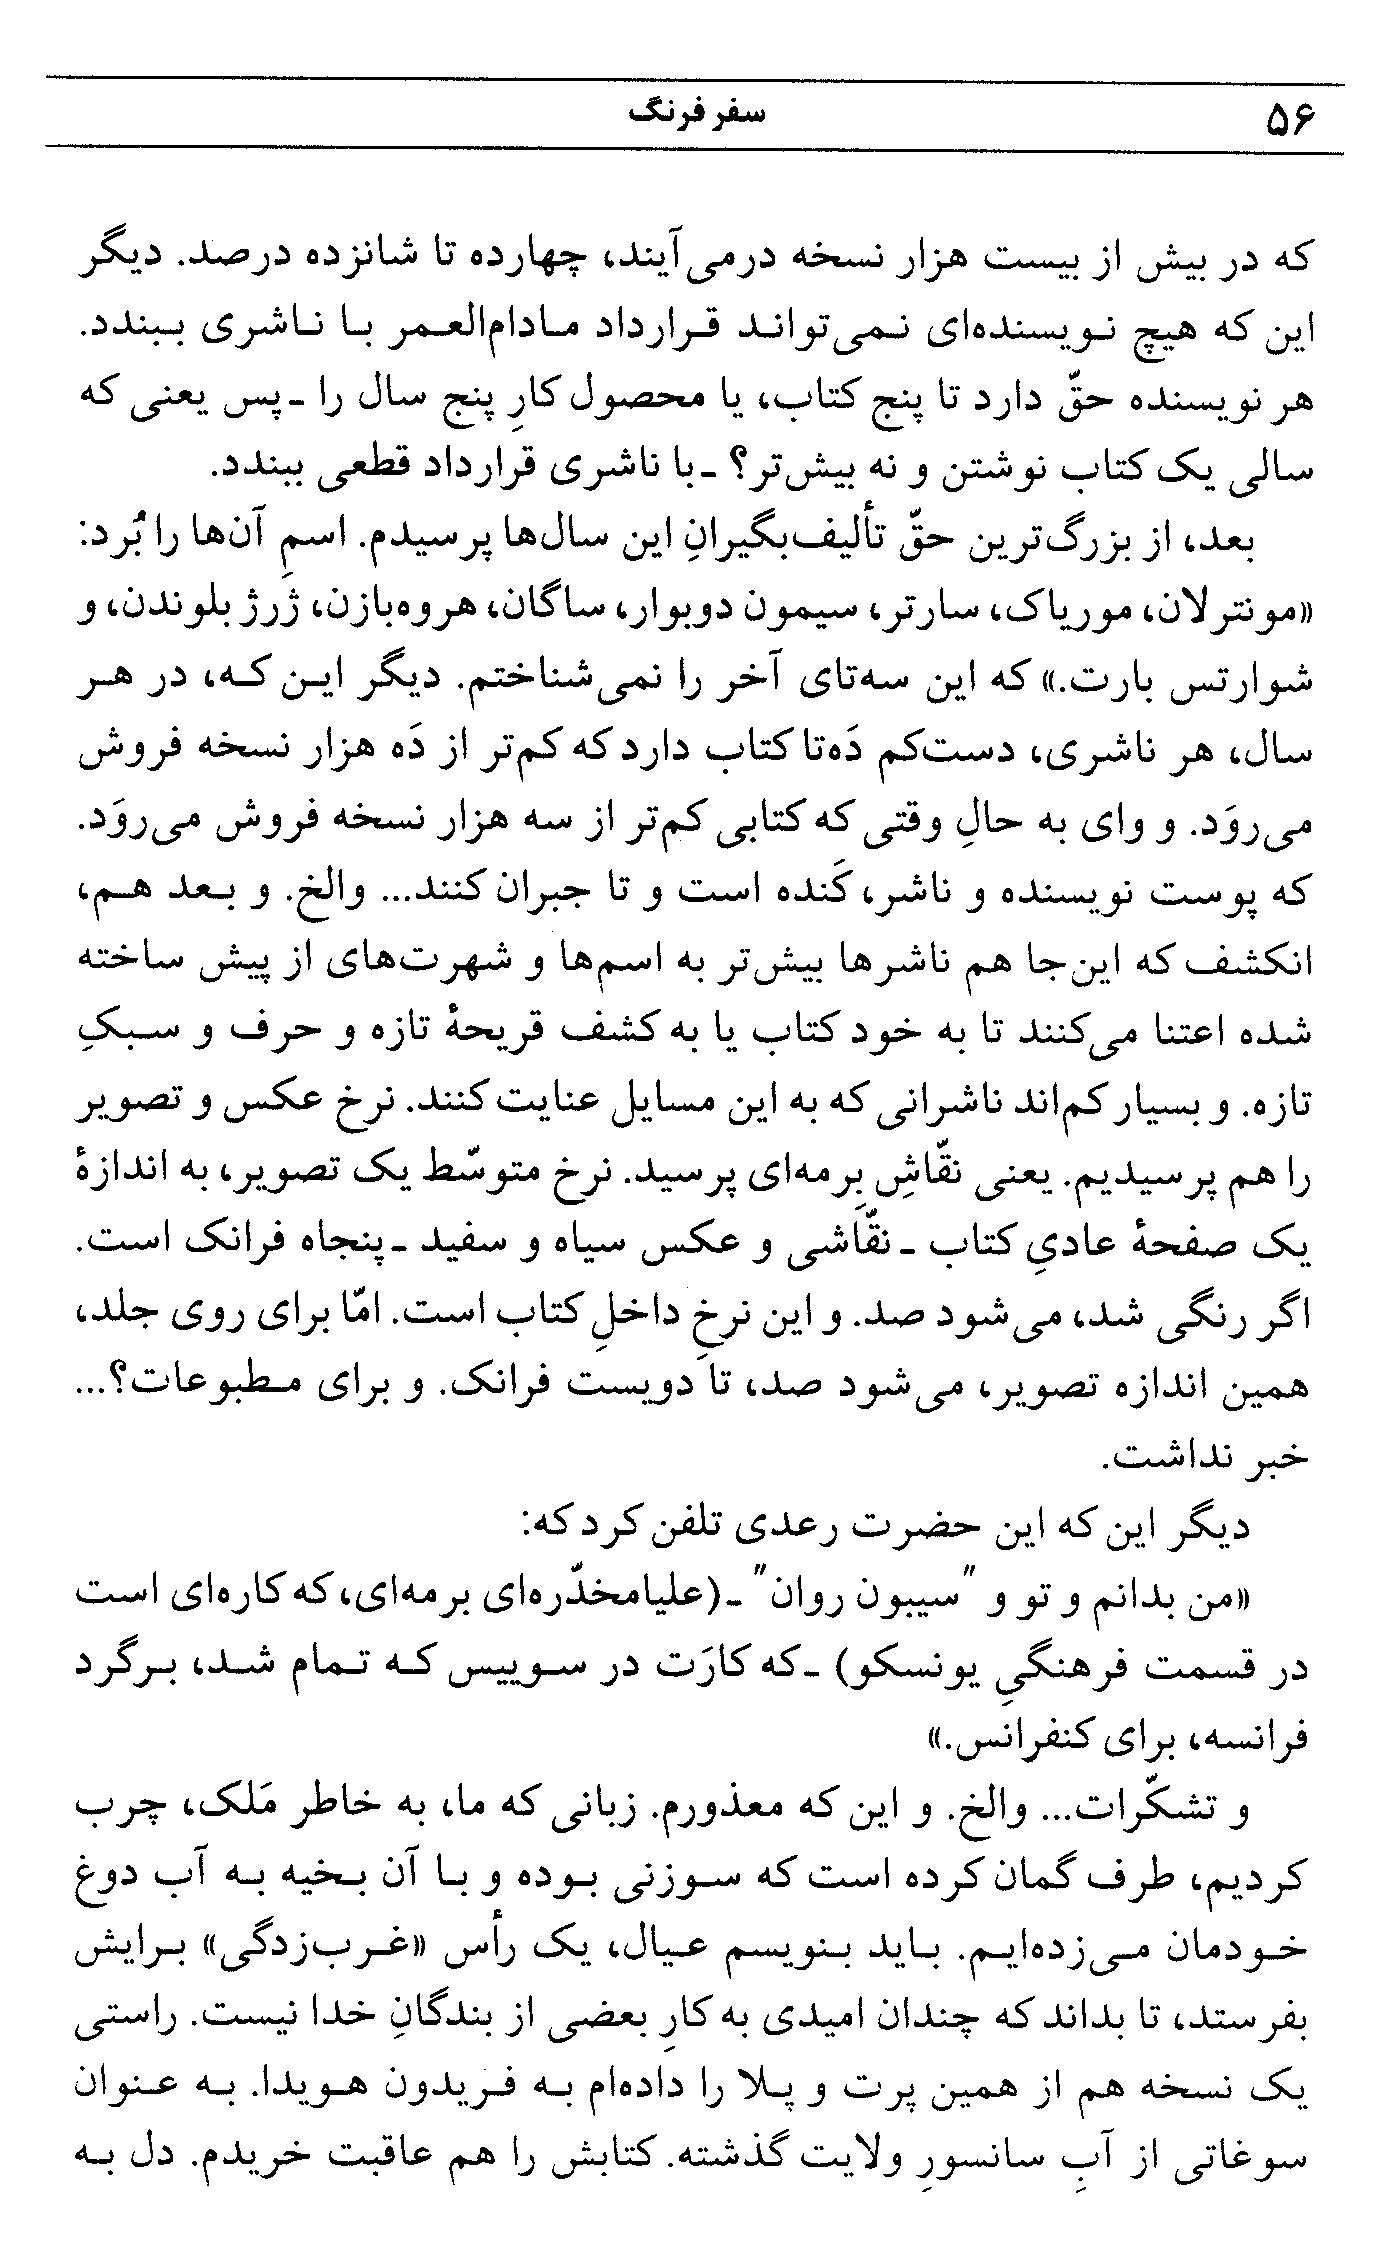 ۵۶
سفر فرنگ
که در بیش از بیست هزار نسخه درمی‌آیند، چهارده تا شانزده درصد. دیگر
این که هیچ نویسنده‌ای نمی‌تواند قرارداد مادام‌العمر با ناشری ببندد.
هر نویسنده حقّ دارد تا پنج کتاب، یا محصول کارِ پنج سال را ـ پس یعنی که
سالی یک کتاب نوشتن و نه بیش‌تر؟ ـ با ناشری قرارداد قطعی ببندد.
بعد، از بزرگ‌ترین حقّ تألیف‌بگیرانِ این سال‌ها پرسیدم. اسمِ آن‌ها را بُرد:
«مونترلان، موریاک، سارتر، سیمون دوبوار، ساگان، هروه‌بازن، ژرژ بلوندن، و
شوارتس بارت.» که این سه‌تای آخر را نمی‌شناختم. دیگر این که، در هر
سال، هر ناشری، دست‌کم دَه‌تا کتاب دارد که کم‌تر از دَه هزار نسخه فروش
می‌روَد. و وای به حالِ وقتی که کتابی کم‌تر از سه هزار نسخه فروش می‌روَد.
که پوست نویسنده و ناشر، کَنده است و تا جبران کنند... والخ. و بعد هم،
انکشف که این‌جا هم ناشرها بیش‌تر به اسم‌ها و شهرت‌های از پیش ساخته
شده اعتنا می‌کنند تا به خود کتاب یا به کشف قریحهٔ تازه و حرف و سبکِ
تازه. و بسیار کم‌اند ناشرانی که به این مسایل عنایت کنند. نرخ عکس و تصویر
را هم پرسیدیم. یعنی نقّاشِ بِرمه‌ای پرسید. نرخ متوسّط یک تصویر، به اندازهٔ
یک صفحهٔ عادیِ کتاب ـ نقّاشی و عکس سیاه و سفید ـ پنجاه فرانک است.
اگر رنگی شد، می‌شود صد. و این نرخِ داخلِ کتاب است. امّا برای روی جلد،
همین اندازه تصویر، می‌شود صد، تا دویست فرانک. و برای مطبوعات؟...
خبر نداشت.
دیگر این که این حضرت رعدی تلفن کرد که:
«من بدانم و تو و "سیبون روان" ـ (علیامخدّره‌ای برمه‌ای، که کاره‌ای است
در قسمت فرهنگیِ یونسکو) ـ که کارَت در سوییس که تمام شد، برگرد
فرانسه، برای کنفرانس.»
و تشکّرات... والخ. و این که معذورم. زبانی که ما، به خاطر مَلک، چرب
کردیم، طرف گمان کرده است که سوزنی بوده و با آن بخیه به آب دوغ
خودمان می‌زده‌ایم. باید بنویسم عیال، یک رأس «غرب‌زدگی» برایش
بفرستد، تا بداند که چندان امیدی به کارِ بعضی از بندگانِ خدا نیست. راستی
یک نسخه هم از همین پرت و پلا را داده‌ام به فریدون هویدا. به عنوان
سوغاتی از آبِ سانسورِ ولایت گذشته. کتابش را هم عاقبت خریدم. دل به